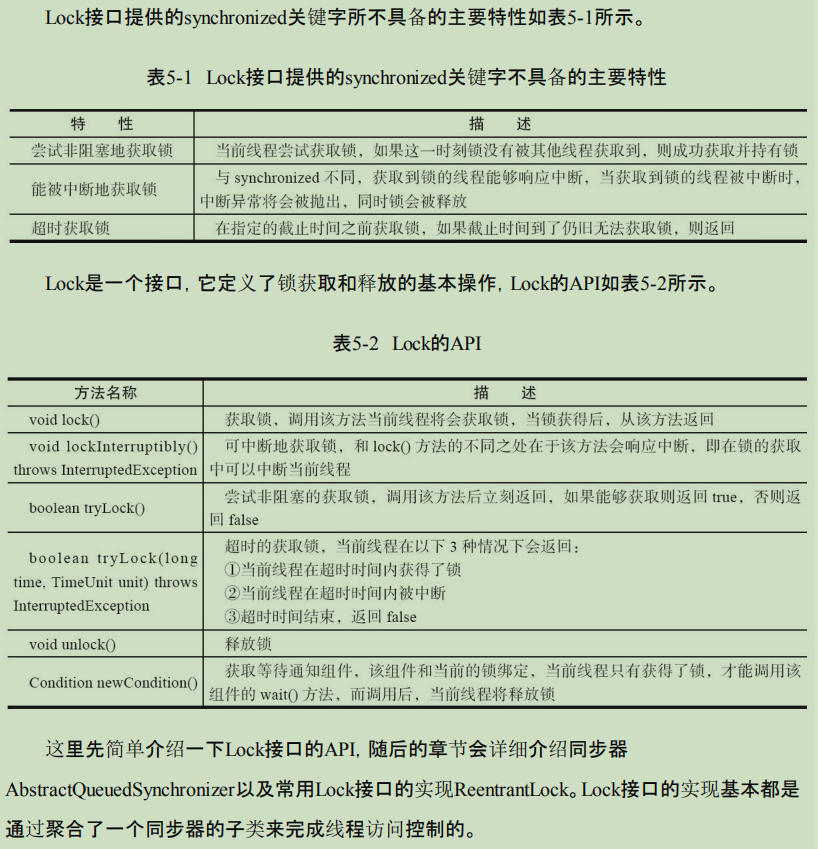 Lock接口提供的synchronized关键字所不具备的主要特性如表5-1所示。
表5-1 Lock接口提供的synchronized关键字不具备的主要特性
特 性 描 述
尝试非阻塞地获取锁 当前线程尝试获取锁，如果这一时刻锁没有被其他线程获取到，则成功获取并持有锁
能被中断地获取锁 与 synchronized 不同，获取到锁的线程能够响应中断，当获取到锁的线程被中断时，
中断异常将会被抛出，同时锁会被释放
超时获取锁 在指定的截止时间之前获取锁，如果截止时间到了仍旧无法获取锁，则返回
Lock是一个接口，它定义了锁获取和释放的基本操作，Lock的API如表5-2所示。
表5-2 Lock的API
方法名称 描 述
void lock() 获取锁，调用该方法当前线程将会获取锁，当锁获得后，从该方法返回
void lockInterruptibly() 可中断地获取锁，和 lock() 方法的不同之处在于该方法会响应中断，即在锁的获取
throws InterruptedException 中可以中断当前线程
boolean tryLock() 尝试非阻塞的获取锁，调用该方法后立刻返回，如果能够获取则返回 true，否则返
回 false
boolean tryLock(long
time, TimeUnit unit) throws
InterruptedException
超时的获取锁，当前线程在以下 3 种情况下会返回：
①当前线程在超时时间内获得了锁
②当前线程在超时时间内被中断
③超时时间结束，返回 false
void unlock() 释放锁
Condition newCondition() 获取等待通知组件，该组件和当前的锁绑定，当前线程只有获得了锁，才能调用该
组件的 wait() 方法，而调用后，当前线程将释放锁
这里先简单介绍一下Lock接口的API，随后的章节会详细介绍同步器
AbstractQueuedSynchronizer以及常用Lock接口的实现ReentrantLock。Lock接口的实现基本都是
通过聚合了一个同步器的子类来完成线程访问控制的。